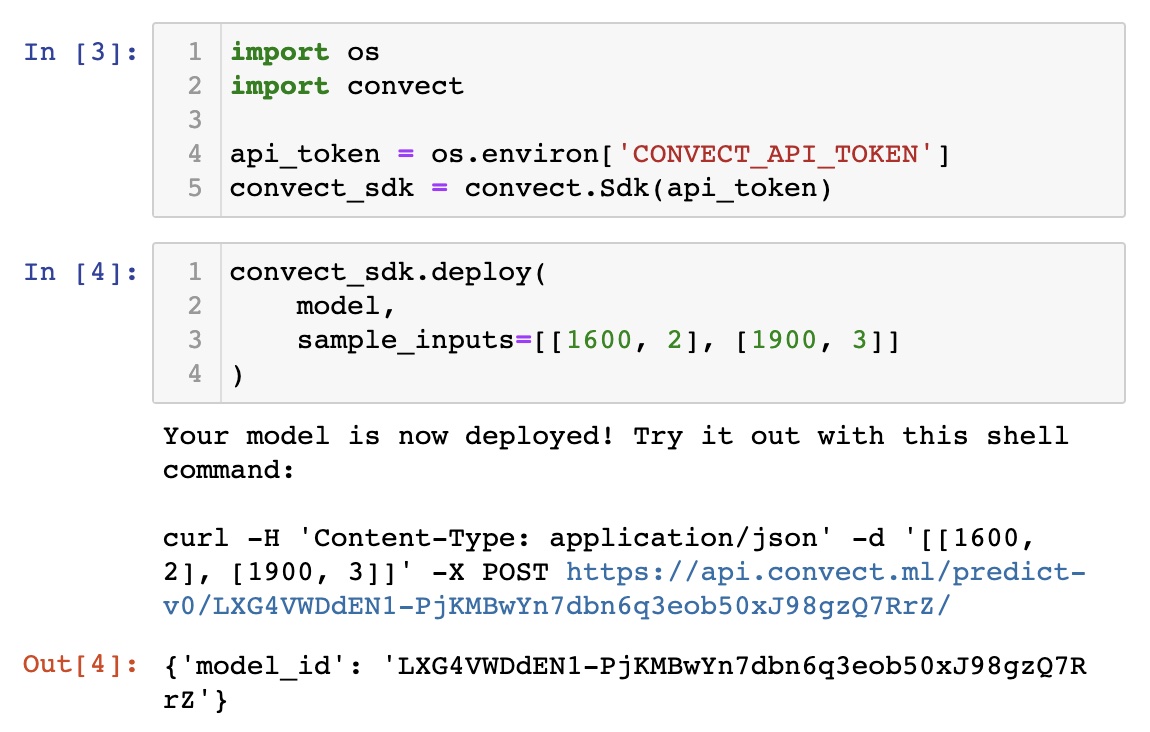 In [3]:
1 import os
2 import convect
3
4 api_token = os.environ['CONVECT_API_TOKEN']
5 convect_sdk = convect.Sdk(api_token)
In [4]:
1 convect_sdk.deploy(
2     model,
3     sample_inputs=[[1600, 2], [1900, 3]]
4 )
Your model is now deployed! Try it out with this shell
command:
curl -H 'Content-Type: application/json' -d '[[1600,
2], [1900, 3]]' -X POST https://api.convect.ml/predict-
v0/LXG4VWDdEN1-PjKMBwYn7dbn6q3eob50xJ98gzQ7RrZ/
Out[4]: {'model_id': 'LXG4VWDdEN1-PjKMBwYn7dbn6q3eob50xJ98gzQ7R
rZ'}